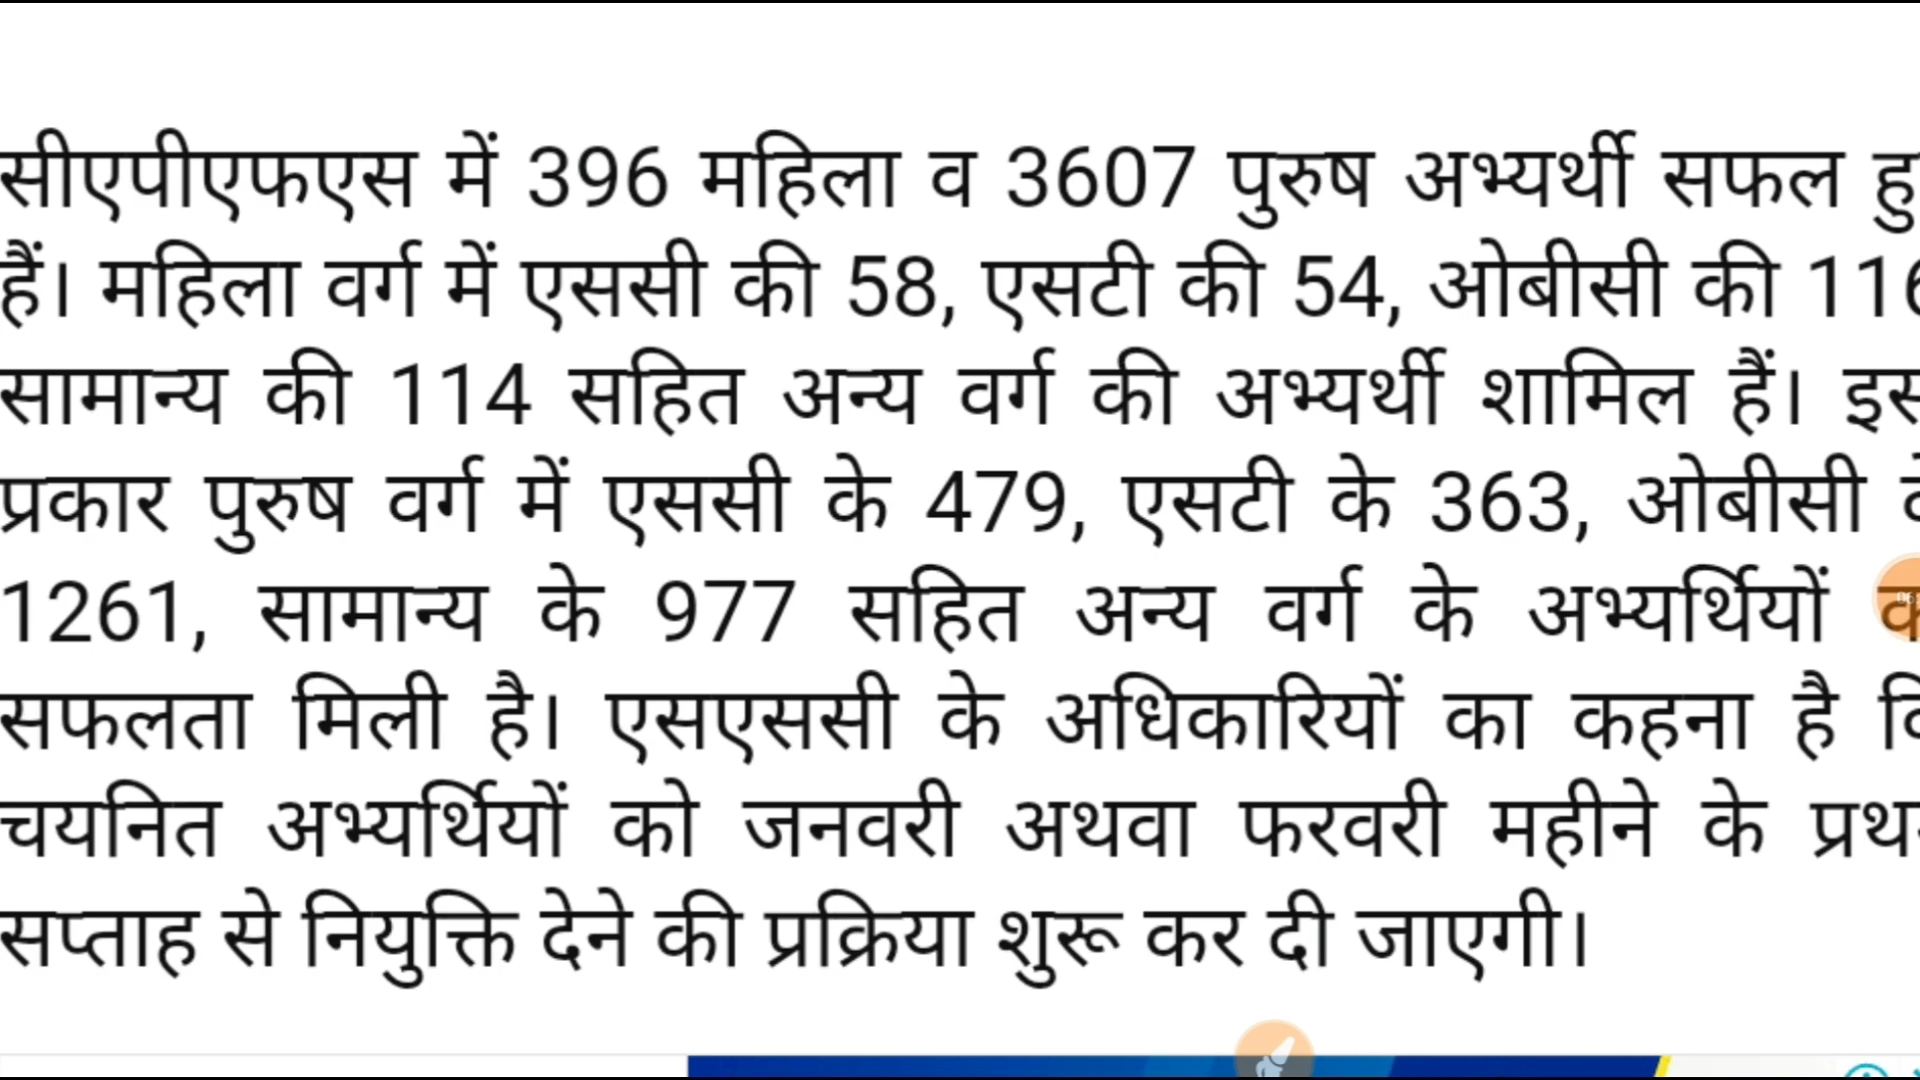 सीएपीएफएस में 396 महिला व 3607 पुरुष अभ्यर्थी सफल
हैं। महिला वर्ग में एससी की 58, एसटी की 54, ओबीसी की 116
सामान्य की 114 सहित अन्य वर्ग की अभ्यर्थी शामिल हैं। इस
प्रकार पुरुष वर्ग में एससी के 479, एसटी के 363, ओबीसी
1261, सामान्य के 977 सहित अन्य वर्ग के अभ्यर्थियों
सफलता मिली है। एसएससी के अधिकारियों का कहना है
चयनित अभ्यर्थियों को जनवरी अथवा फरवरी महीने के
सप्ताह से नियुक्ति देने की प्रक्रिया शुरू कर दी जाएगी।